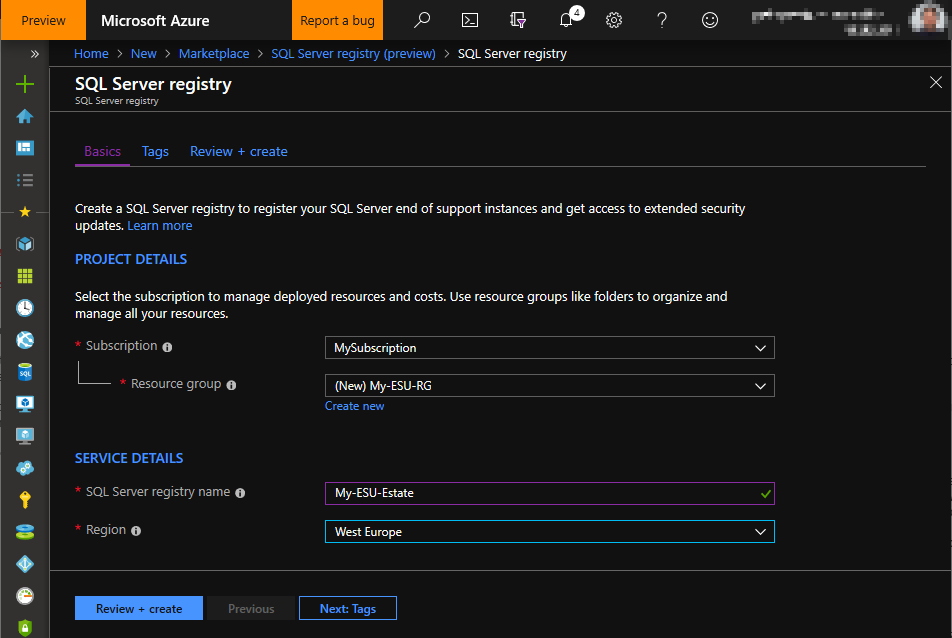 Preview
Microsoft Azure
Report a bug
4
Home > New > Marketplace > SQL Server registry (preview) > SQL Server registry
SQL Server registry
SQL Server registry
Basics Tags Review + create
Create a SQL Server registry to register your SQL Server end of support instances and get access to extended security
updates. Learn more
PROJECT DETAILS
Select the subscription to manage deployed resources and costs. Use resource groups like folders to organize and
manage all your resources.
* Subscription
MySubscription
* Resource group
(New) My-ESU-RG
Create new
SERVICE DETAILS
* SQL Server registry name
My-ESU-Estate
* Region
West Europe
SQL
Review + create
Previous
Next: Tags